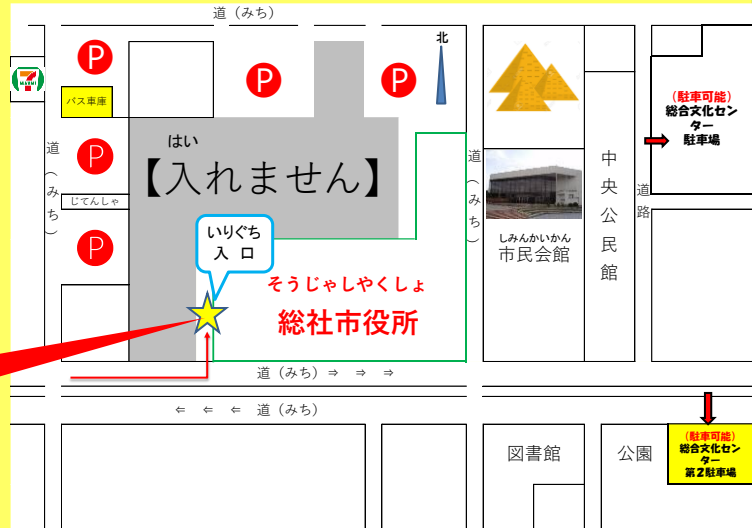 道（みち）
北
P
P
P
バス車庫
P
じてんしゃ
P
道（みち）
はい
【入れません】
いりぐち
入 口
そうじゃしやくしょ
総社市役所
道（みち）
しみんかいかん
市民会館
中央公民館
道路
（駐車可能）
総合文化セン
ター
駐車場
道（みち）⇒ ⇒ ⇒
⇐ ⇐ ⇐ 道（みち）
図書館
公園
（駐車可能）
総合文化セン
ター
第2駐車場